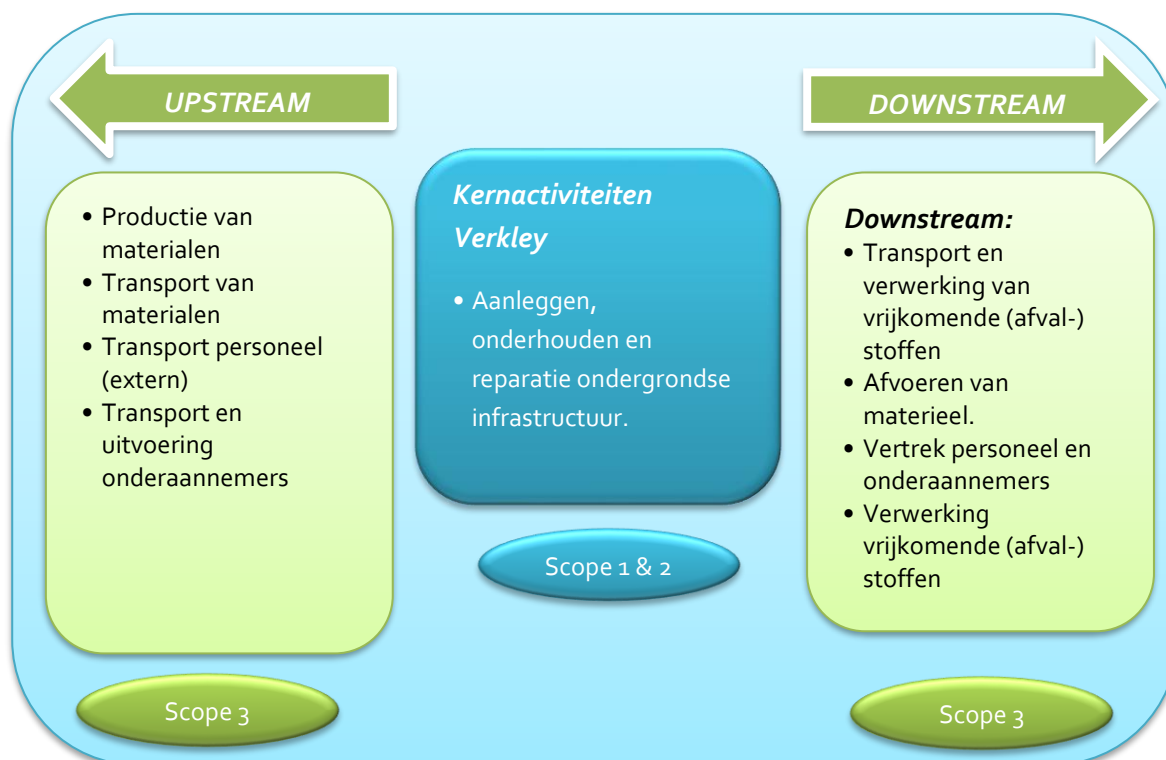 UPSTREAM
DOWNSTREAM
• Productie van
materialen
• Transport van
materialen
• Transport personeel
(extern)
• Transport en
uitvoering
onderaannemers
Scope 3
Kernactiviteiten
Verkley
• Aanleggen,
onderhouden en
reparatie ondergrondse
infrastructuur.
Scope 1 & 2
Downstream:
• Transport en
verwerking van
vrijkomende (afval-)
stoffen
• Afvoeren van
materieel.
• Vertrek personeel en
onderaannemers
• Verwerking
vrijkomende (afval-)
stoffen
Scope 3